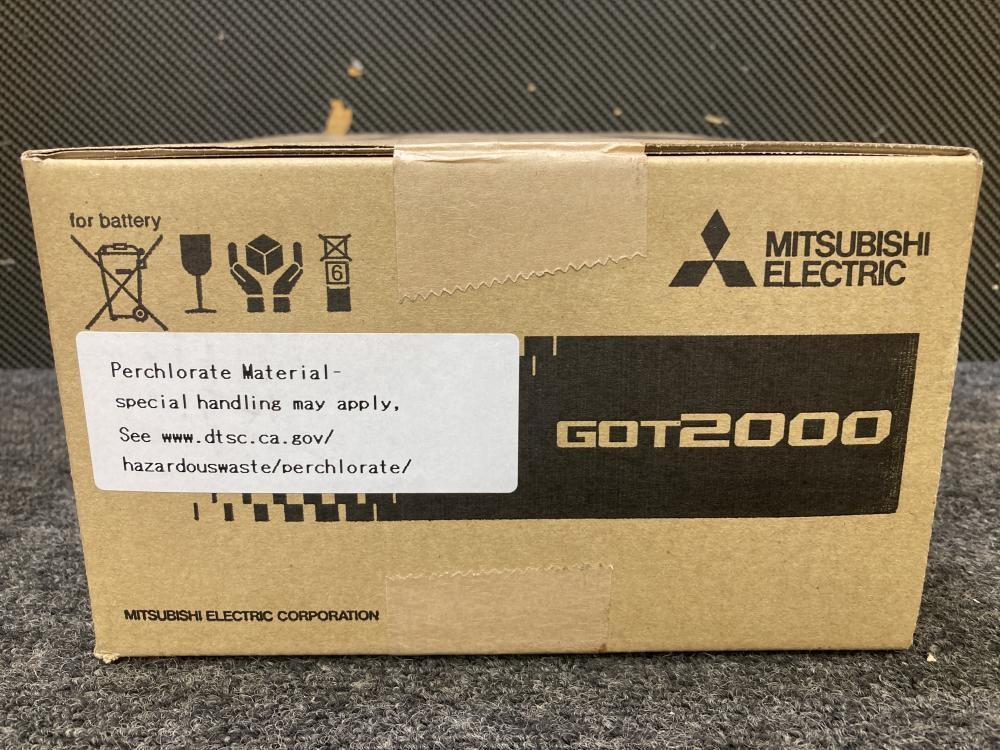 for battery
6
MITSUBISHI
ELECTRIC
Perchlorate Material-
special handling may apply,
See www.dtsc.ca.gov/
hazardouswaste/perchlorate/
GOT2000
MITSUBISHI ELECTRIC CORPORATION